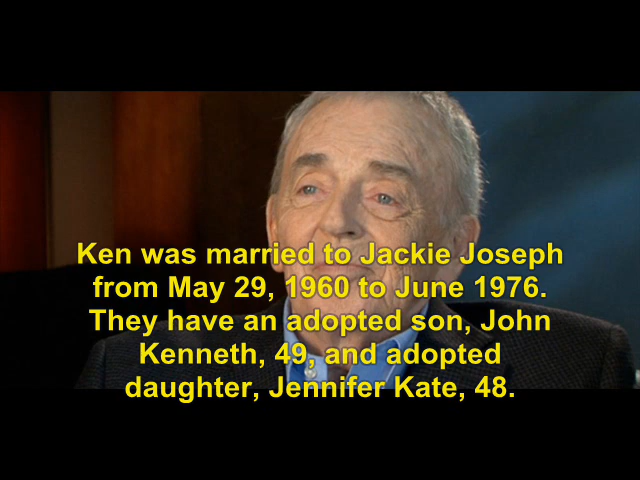 Ken was married to Jackie Joseph
from May 29, 1960 to June 1976.
They have an adopted son, John
Kenneth, 49, and adopted
daughter, Jennifer Kate, 48.